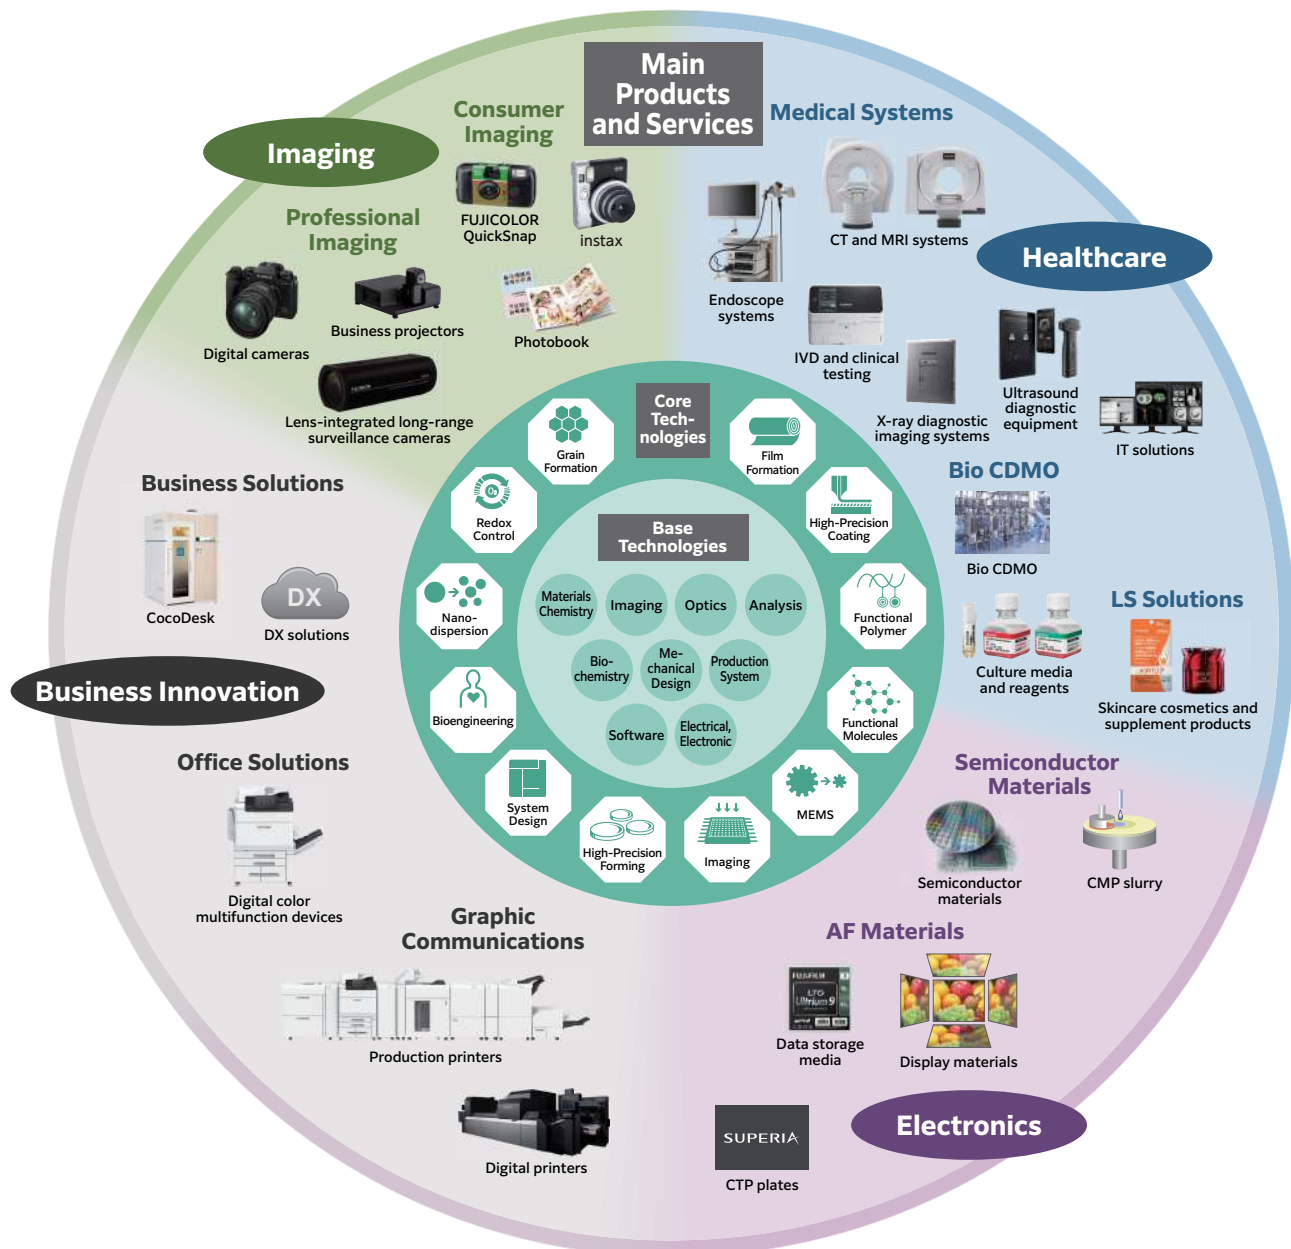 Main
Products
and Services
Imaging
Consumer
Imaging
FUJICOLOR
QuickSnap
instax
Photobook
Professional
Imaging
Digital cameras
Business projectors
Lens-integrated long-range
surveillance cameras
Healthcare
Medical Systems
Endoscope
systems
CT and MRI systems
IVD and clinical
testing
X-ray diagnostic
imaging systems
Ultrasound
diagnostic
equipment
IT solutions
Bio CDMO
Bio CDMO
LS Solutions
Culture media
and reagents
Skincare cosmetics and
supplement products
Electronics
Semiconductor
Materials
Semiconductor
materials
CMP slurry
AF Materials
FUJIFILM
LTO
Ultrium 9
Data storage
media
Display materials
SUPERIA
CTP plates
Business Innovation
Business Solutions
CocoDesk
DX
DX solutions
Office Solutions
Digital color
multifunction devices
Graphic
Communications
Production printers
Digital printers
Core
Tech-
nologies
Film
Formation
High-Precision
Coating
Functional
Polymer
Functional
Molecules
MEMS
Imaging
High-Precision
Forming
System
Design
Bioengineering
Nano-
dispersion
O₂
Redox
Control
Grain
Formation
Base
Technologies
Materials
Chemistry
Imaging
Optics
Analysis
Bio-
chemistry
Me-
chanical
Design
Production
System
Software
Electrical,
Electronic